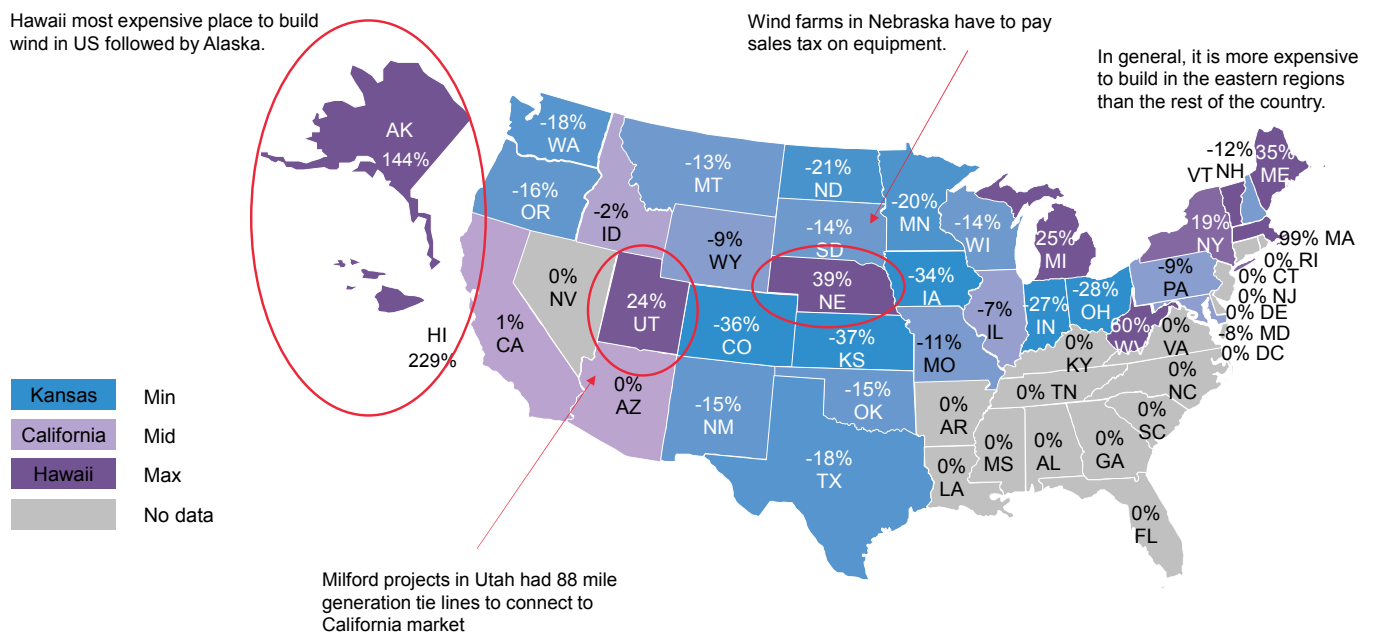 Hawaii most expensive place to build
wind in US followed by Alaska.
Wind farms in Nebraska have to pay
sales tax on equipment.
In general, it is more expensive
to build in the eastern regions
than the rest of the country.
AK
144%
HI
229%
-18%
WA
-16%
OR
1%
CA
0%
NV
-2%
ID
-13%
MT
-9%
WY
24%
UT
0%
AZ
-36%
CO
-15%
NM
-21%
ND
-14%
SD
39%
NE
-37%
KS
-15%
OK
-18%
TX
-20%
MN
-34%
IA
-11%
MO
0%
AR
0%
LA
-14%
WI
-7%
IL
25%
MI
-27%
IN
-28%
OH
0%
KY
0% TN
0%
MS
0%
AL
0%
GA
0%
FL
0%
SC
0%
NC
0%
VA
60%
WV
-9%
PA
19%
NY
VT
-12%
NH
35%
ME
99% MA
0% RI
0% CT
0% NJ
0% DE
-8% MD
0% DC
Kansas Min
California Mid
Hawaii Max
No data
Milford projects in Utah had 88 mile
generation tie lines to connect to
California market